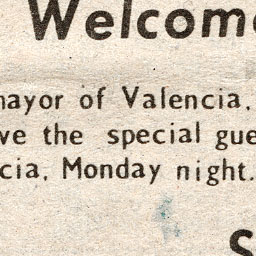 Welcome
mayor of Valencia,
ve the special gue
cia, Monday night.
S